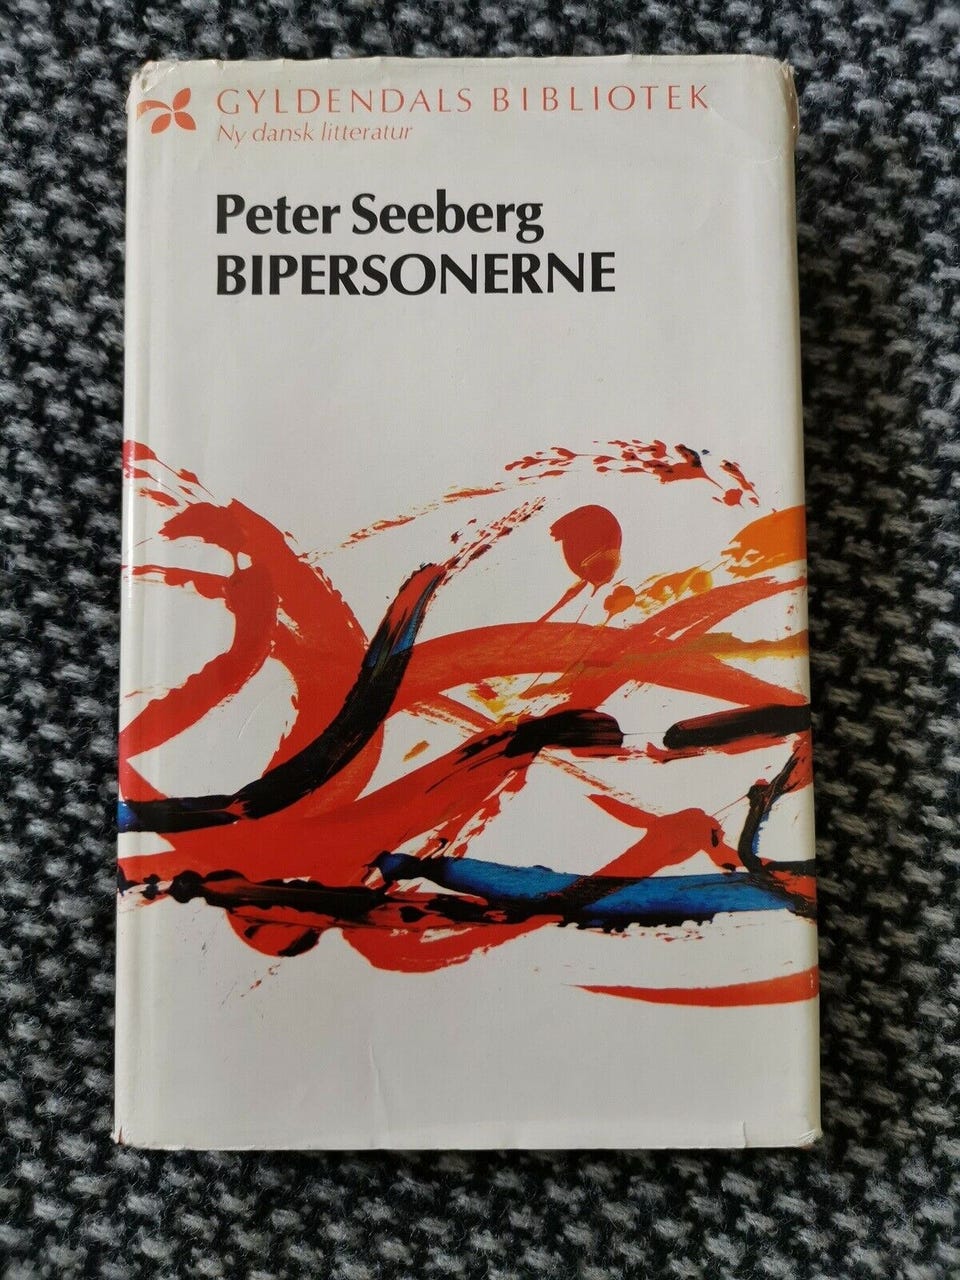 GYLDENDALS BIBLIOTEK
Ny dansk litteratur
Peter Seeberg
BIPERSONERNE